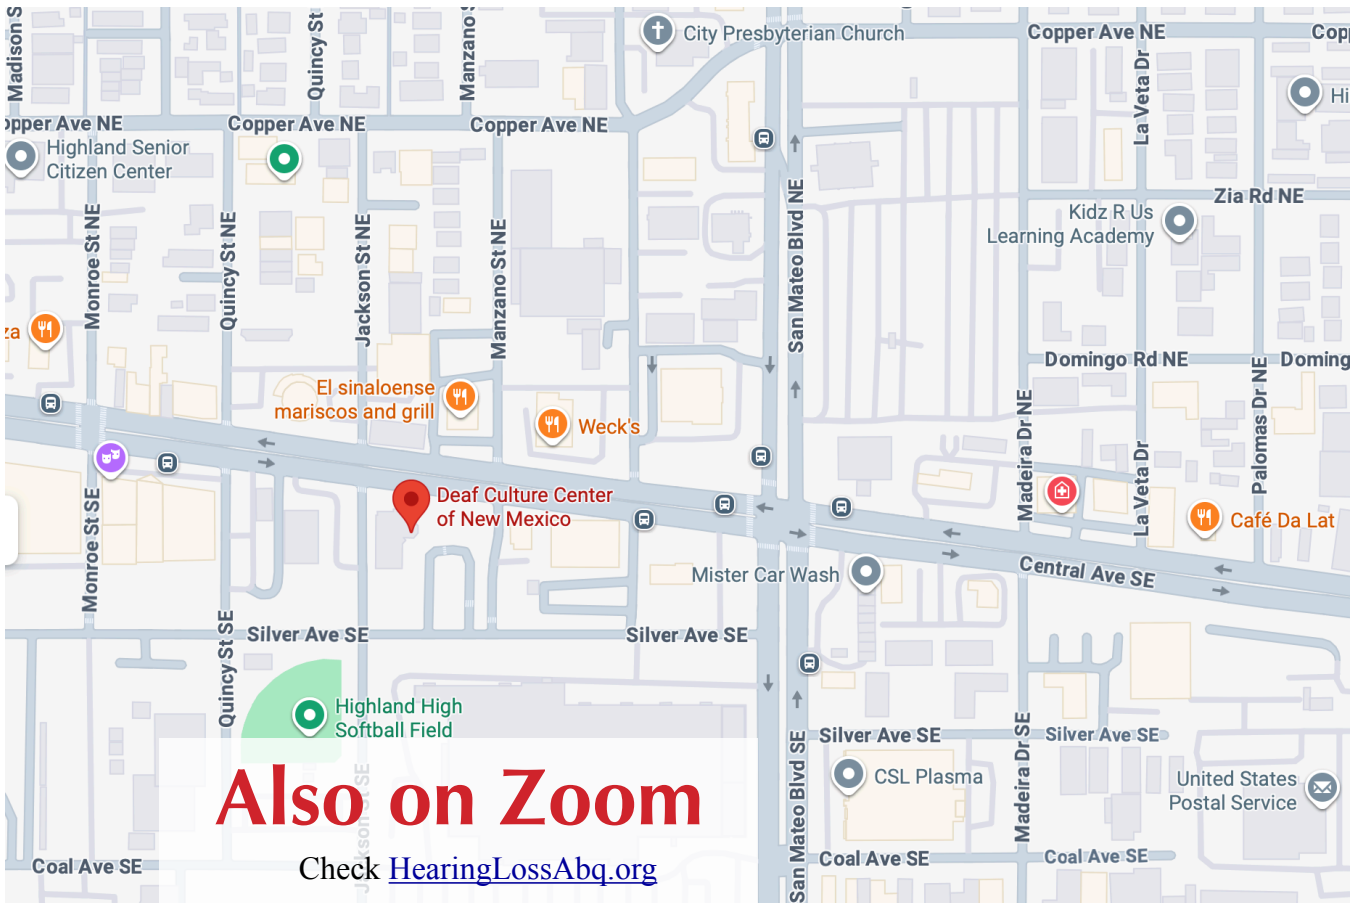 Madison S
Quincy St
Manzano S
City Presbyterian Church
Copper Ave NE
Cop
La Veta Dr
Hi
opper Ave NE
Copper Ave NE
Copper Ave NE
Highland Senior
Citizen Center
Zia Rd NE
Kidz R Us
Learning Academy
Monroe St NE
Quincy St NE
Jackson St NE
Manzano St NE
San Mateo Blvd NE
za
Domingo Rd NE
Doming
El sinaloense
mariscos and grill
Weck's
Madeira Dr NE
La Veta Dr
Palomas Dr NE
Deaf Culture Center
of New Mexico
Café Da Lat
Monroe St SE
Mister Car Wash
Central Ave SE
Silver Ave SE
Silver Ave SE
Quincy St SE
Highland High
Softball Field
Silver Ave SE
Silver Ave SE
San Mateo Blvd SE
Madeira Dr SE
CSL Plasma
United States
Postal Service
Jackson St SE
Also on Zoom
Coal Ave SE
Coal Ave SE
Coal Ave SE
Check HearingLossAbq.org